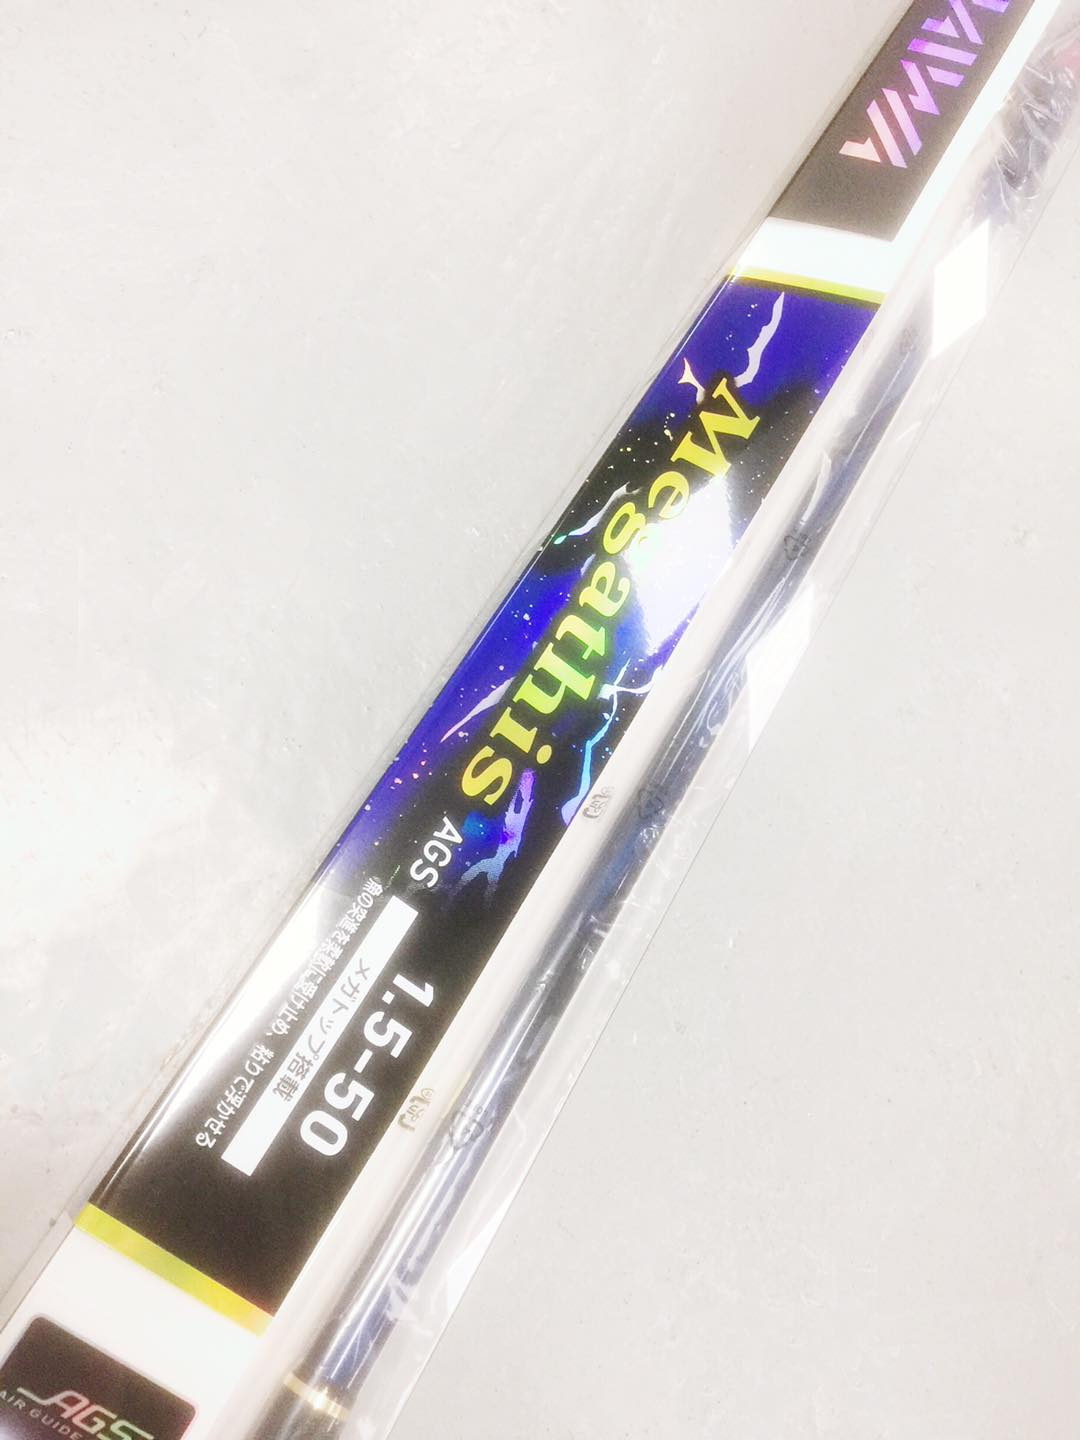 DAIWA
Megathis
AGS
1.5-50
メガトップ搭載
魚の突進を柔軟に受け止め、粘りで浮かせる
AGS
AIR GUIDE